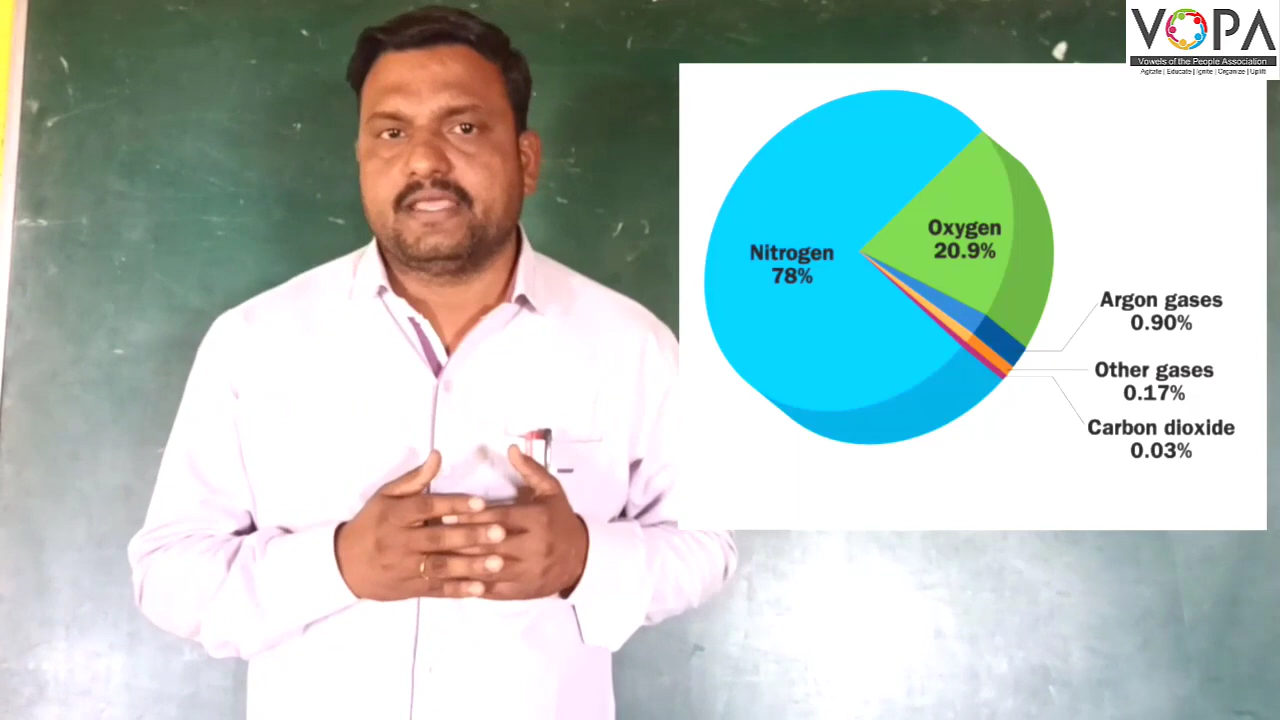 VOPA
Vowels of the People Association
Agitate | Educate | Ignite | Organize | Uplift
Nitrogen
78%
Oxygen
20.9%
Argon gases
0.90%
Other gases
0.17%
Carbon dioxide
0.03%